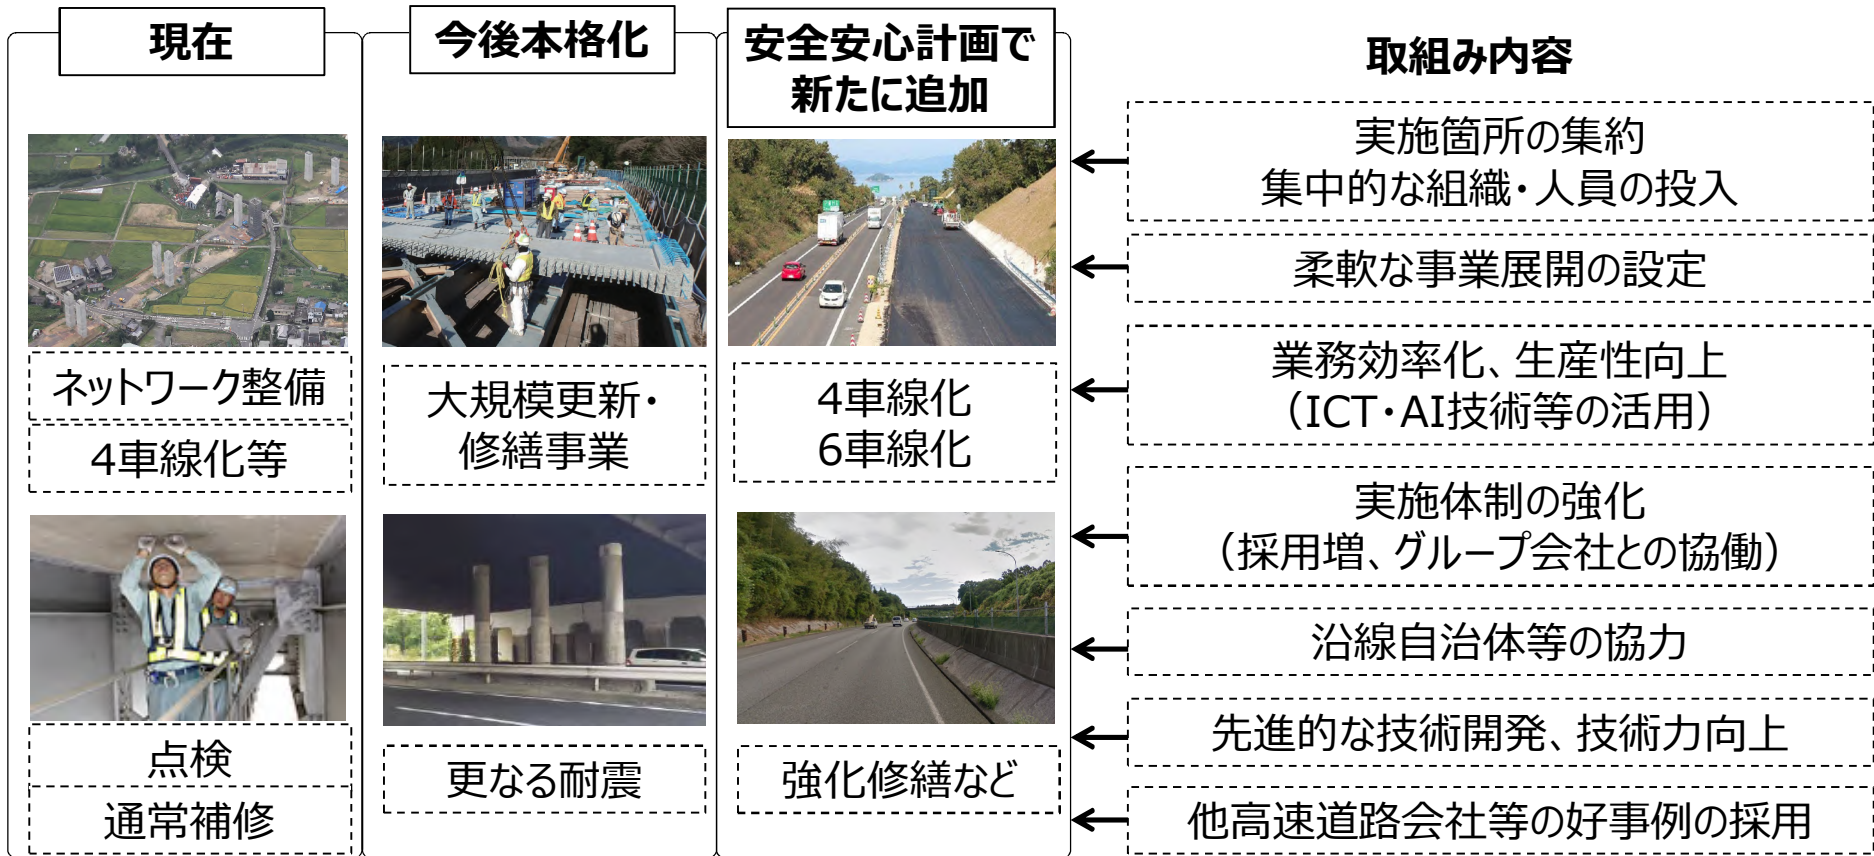 現在
ネットワーク整備
4車線化等
点検
通常補修
今後本格化
大規模更新・
修繕事業
更なる耐震
安全安心計画で
新たに追加
4車線化
6車線化
強化修繕など
取組み内容
実施箇所の集約
集中的な組織・人員の投入
柔軟な事業展開の設定
業務効率化、生産性向上
（ICT・AI技術等の活用）
実施体制の強化
（採用増、グループ会社との協働）
沿線自治体等の協力
先進的な技術開発、技術力向上
他高速道路会社等の好事例の採用